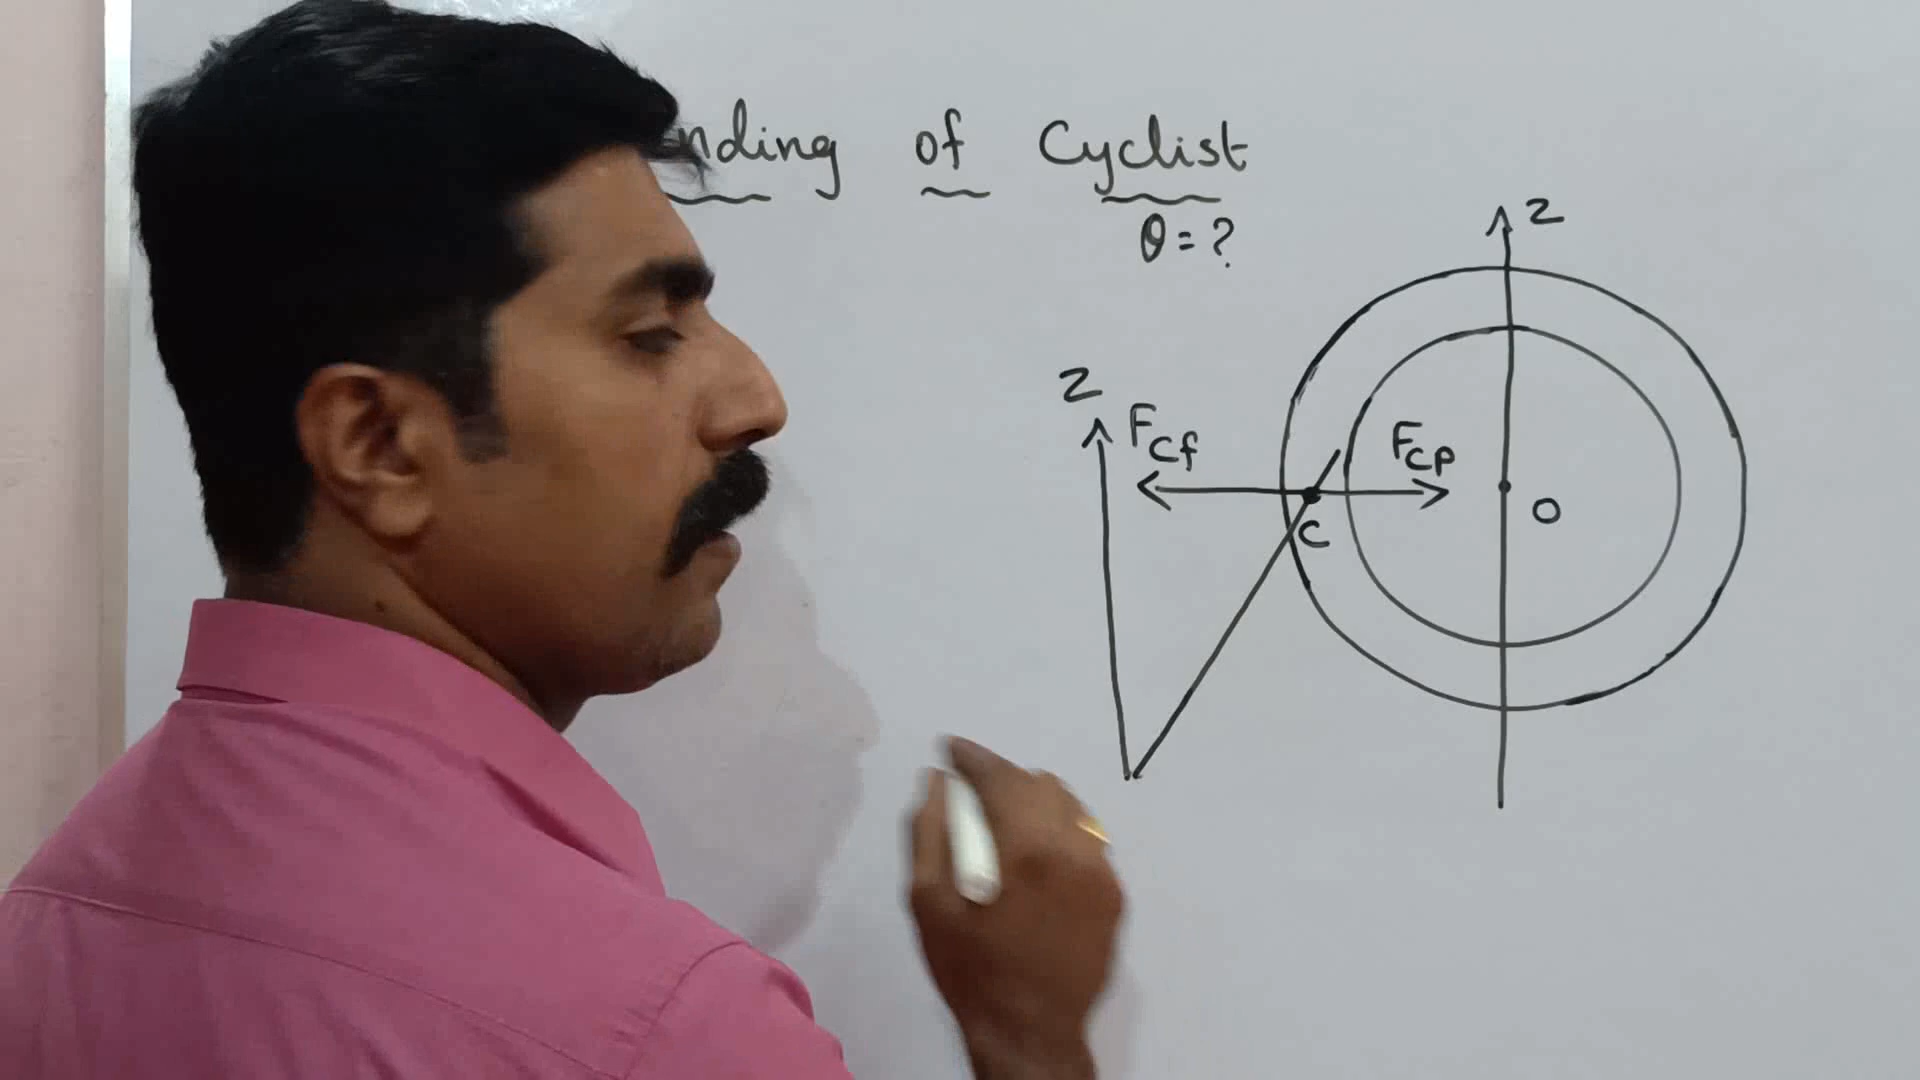 nding of Cyclist
θ = ?
Z
Z
Fcf
Fcp
C
O